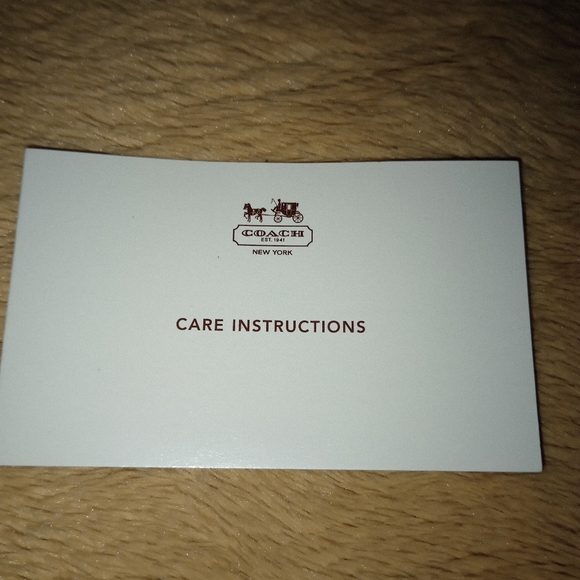 COACH
EST. 1941
NEW YORK
CARE INSTRUCTIONS